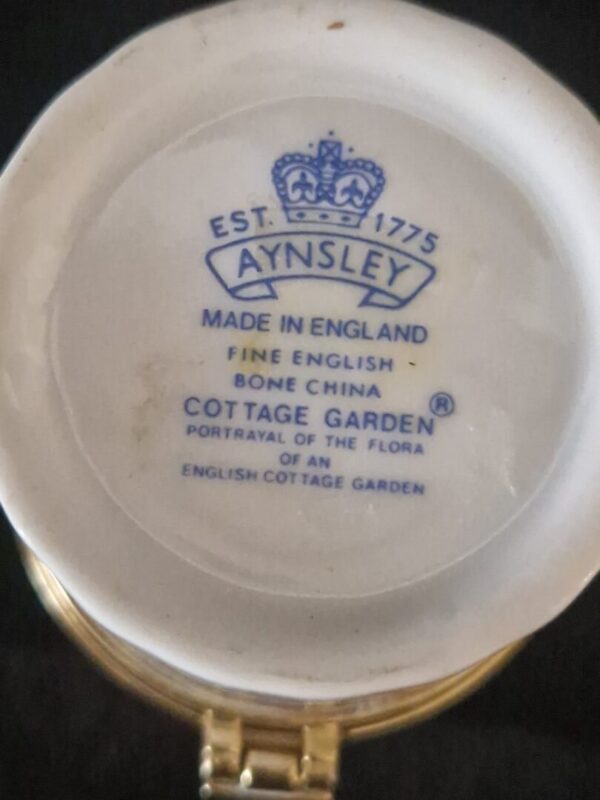 EST. 1775
AYNSLEY
MADE IN ENGLAND
FINE ENGLISH
BONE CHINA
COTTAGE GARDEN®
PORTRAYAL OF THE FLORA
OF AN
ENGLISH COTTAGE GARDEN